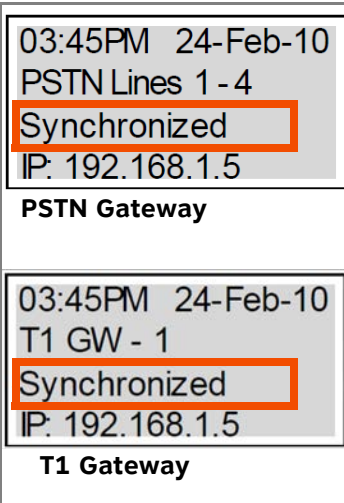 03:45PM 24-Feb-10
PSTN Lines 1 - 4
Synchronized
IP: 192.168.1.5
PSTN Gateway
03:45PM 24-Feb-10
T1 GW - 1
Synchronized
IP: 192.168.1.5
T1 Gateway